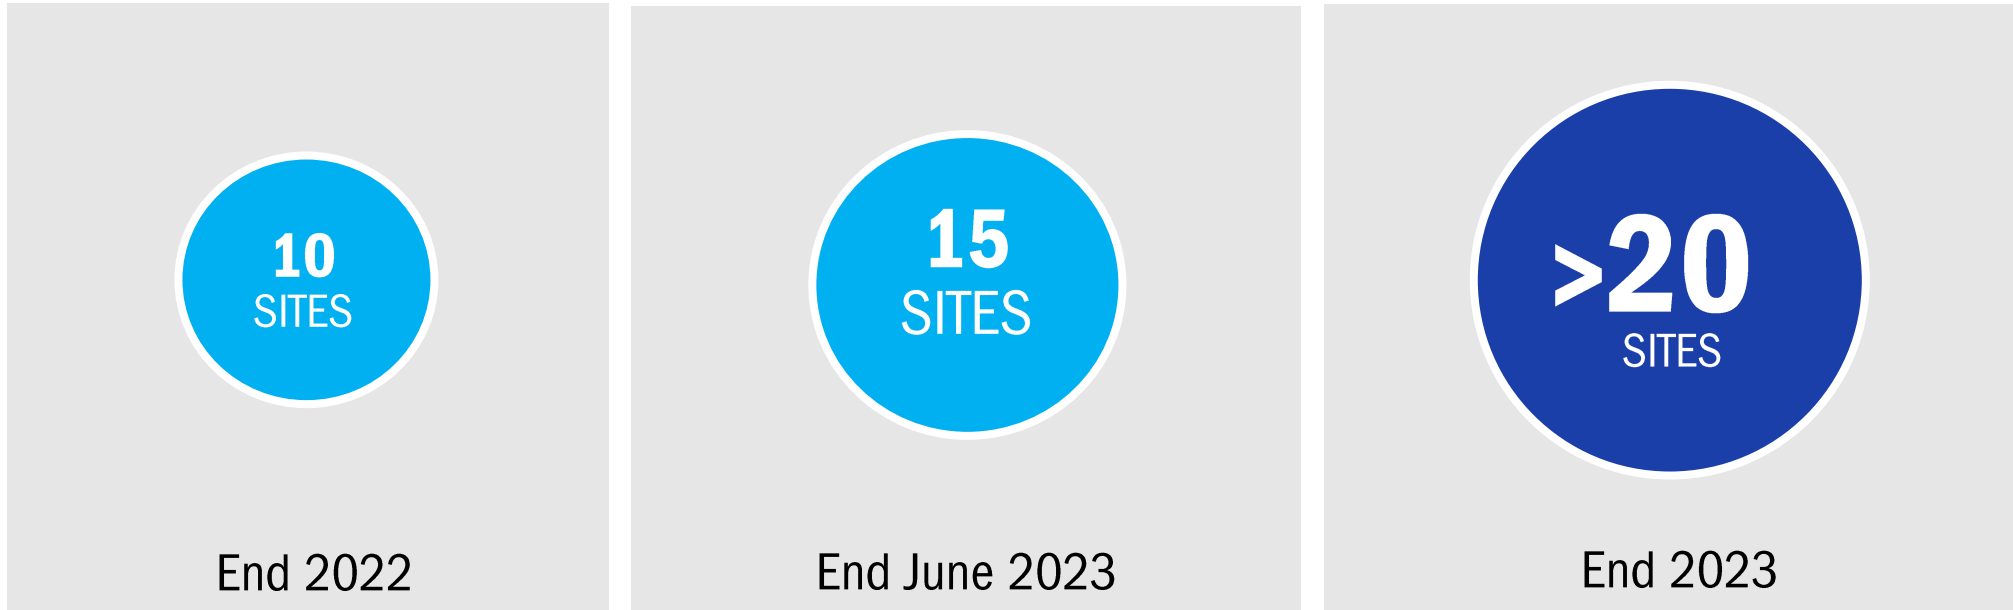 10
SITES
End 2022
15
SITES
End June 2023
>20
SITES
End 2023